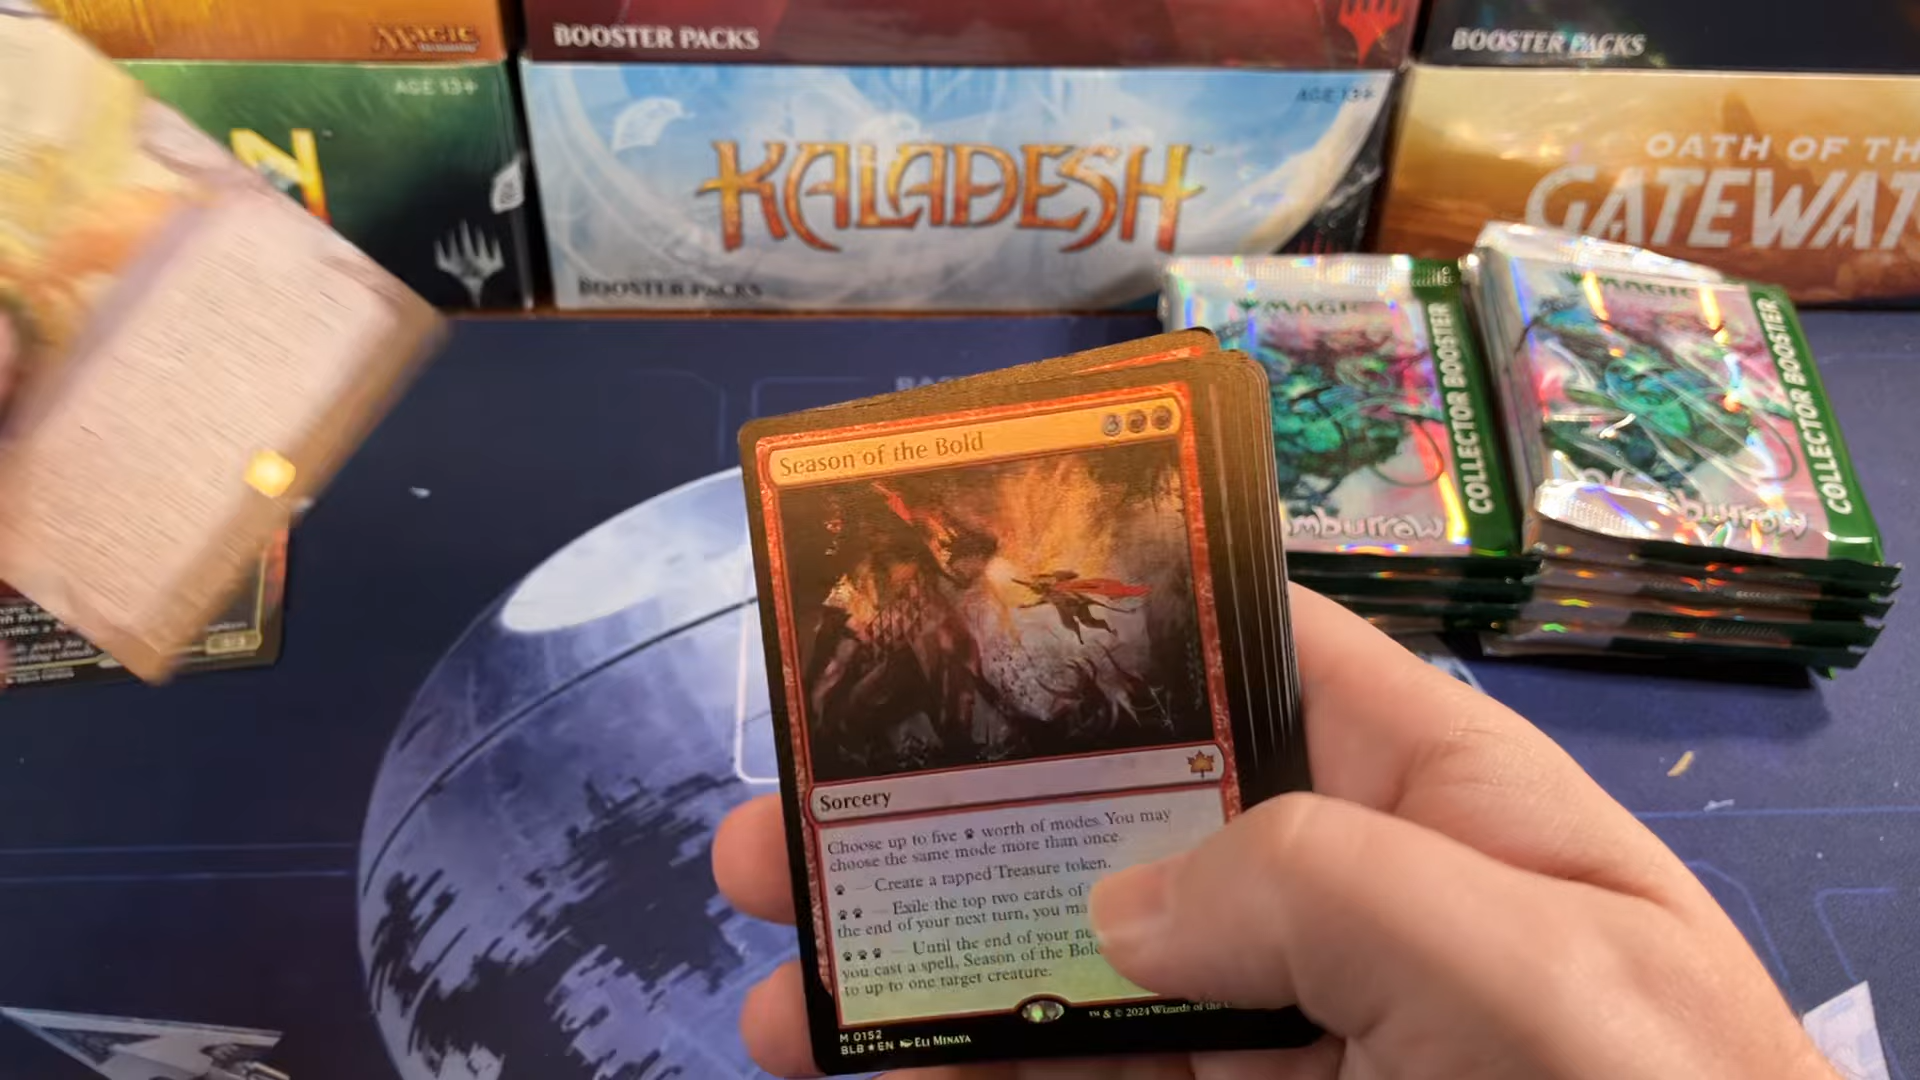 MAGIC
BOOSTER PACKS
BOOSTER PACKS
AGE 13+
AGE 13+
N
KALADESH
BOOSTER PACKS
OATH OF TH
GATEWAT
MAGIC
COLLECTOR BOOSTER
mburrow
MAGIC
COLLECTOR BOOSTER
Season of the Bold
Sorcery
Choose up to five worth of modes. You may
choose the same mode more than once.
— Create a tapped Treasure token.
— Exile the top two cards of
the end of your next turn, you ma
— Until the end of your ne
you cast a spell, Season of the Bold
to up to one target creature.
™ & © 2024 Wizards of the
M 0152
BLB ★ EN Eli Minaya